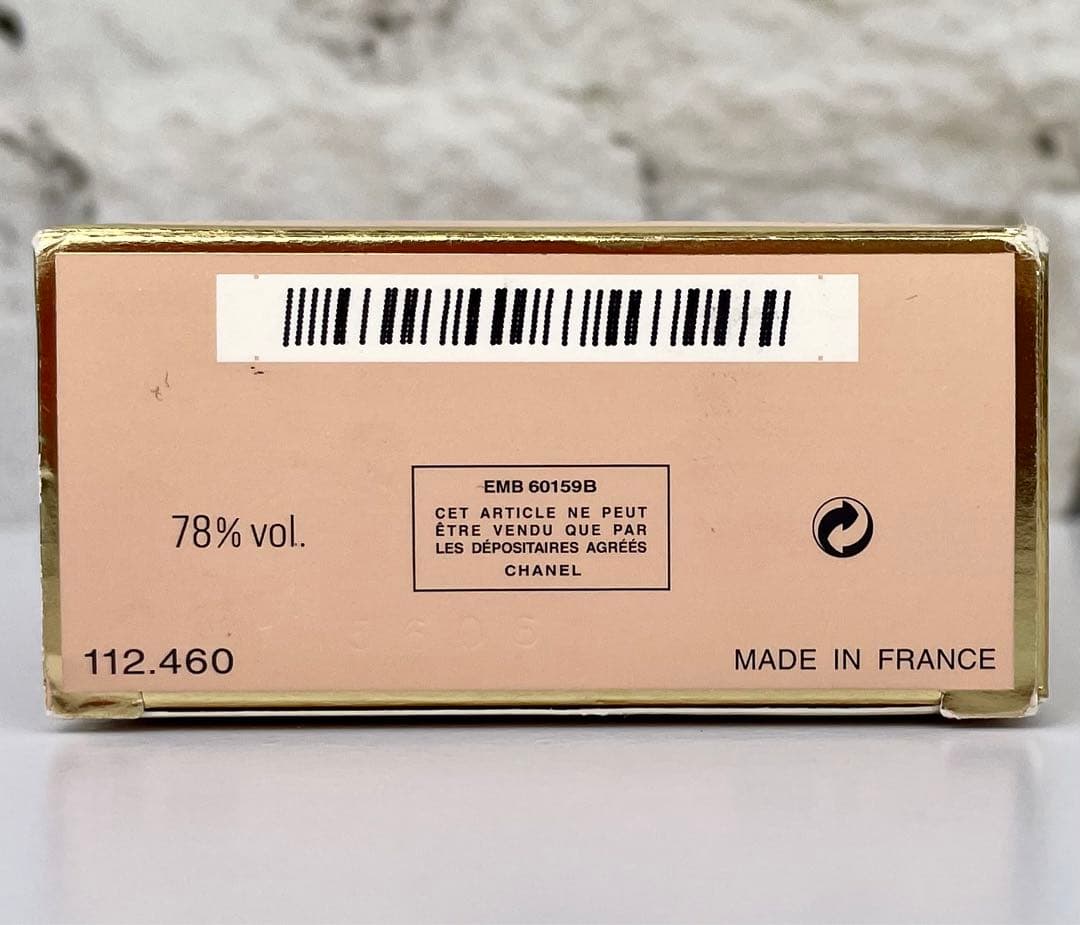 EMB 60159B
CET ARTICLE NE PEUT
ÊTRE VENDU QUE PAR
LES DÉPOSITAIRES AGRÉÉS
CHANEL
78% vol.
112.460
MADE IN FRANCE